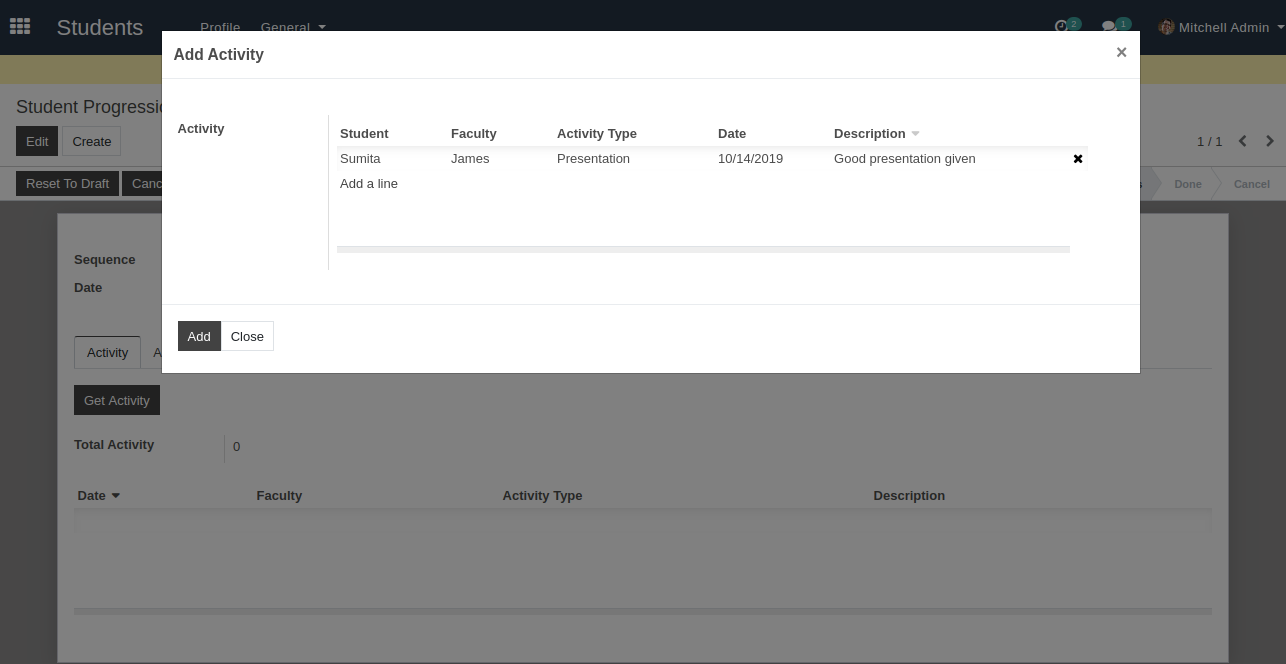 Students Profile General 2 1 Mitchell Admin
Add Activity ×
Student Progressio
Activity
Student Faculty Activity Type Date Description
Edit Create
1 / 1
Sumita James Presentation 10/14/2019 Good presentation given
Add a line
Reset To Draft Canc
Done Cancel
Sequence
Date
Add Close
Activity A
Get Activity
Total Activity 0
Date Faculty Activity Type Description